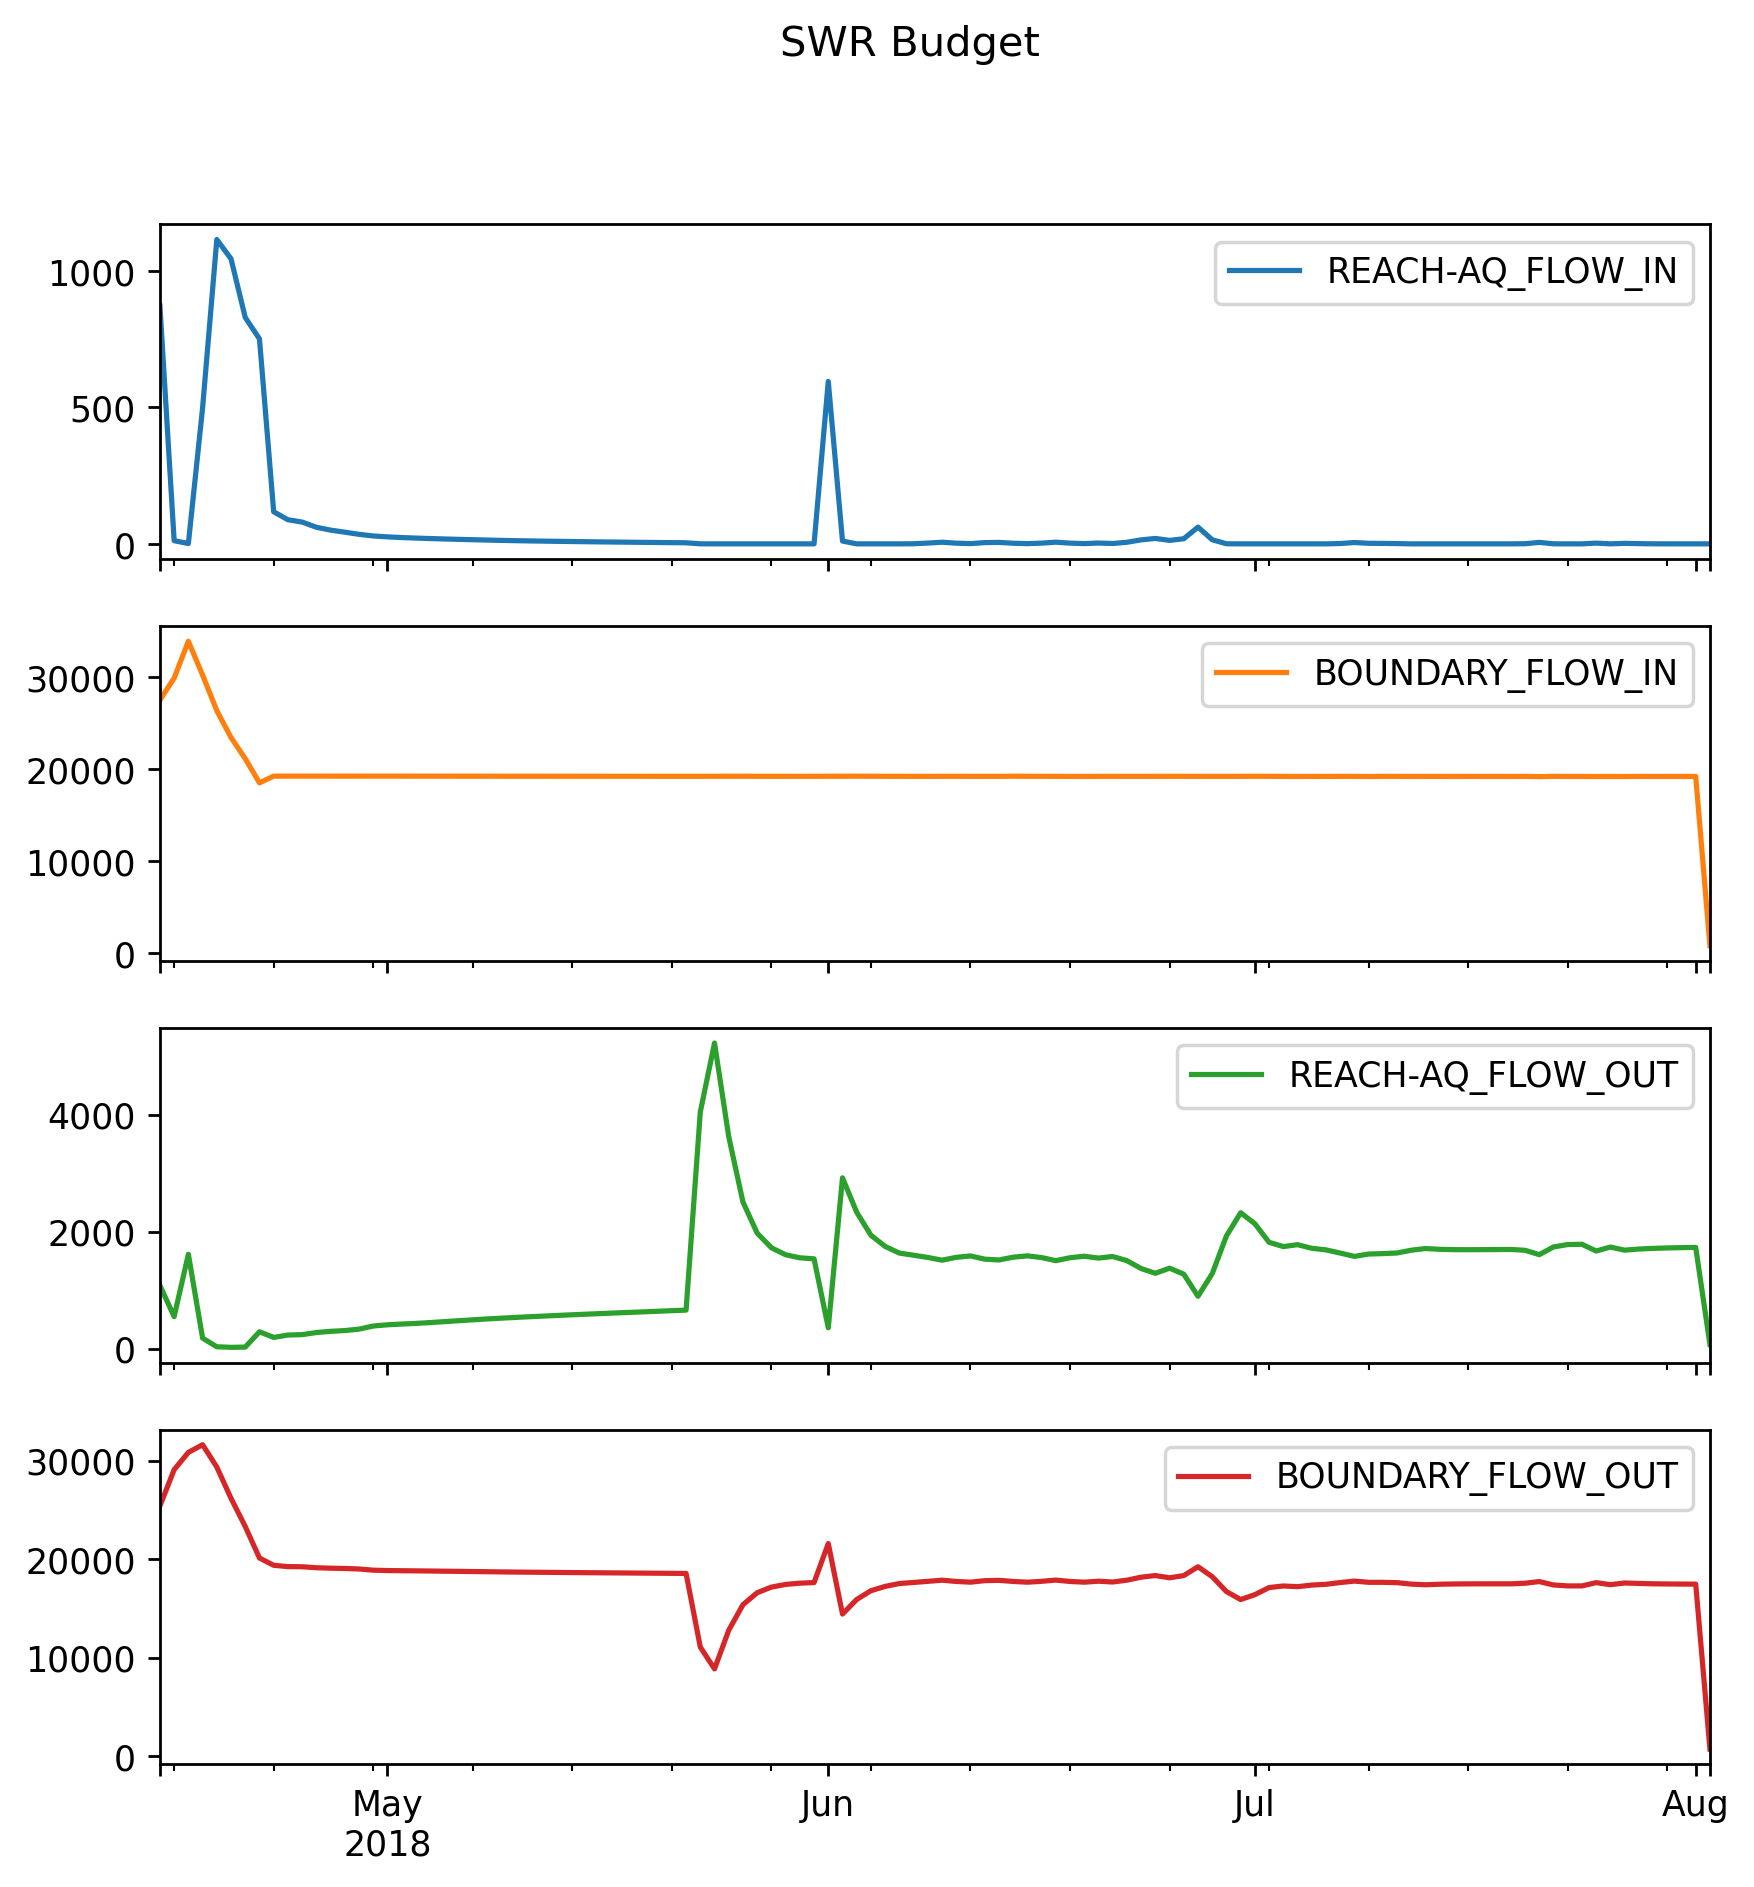 SWR Budget
1000
500
0
REACH-AQ_FLOW_IN
30000
20000
10000
0
BOUNDARY_FLOW_IN
4000
2000
0
REACH-AQ_FLOW_OUT
30000
20000
10000
0
BOUNDARY_FLOW_OUT
May Jun Jul Aug
2018